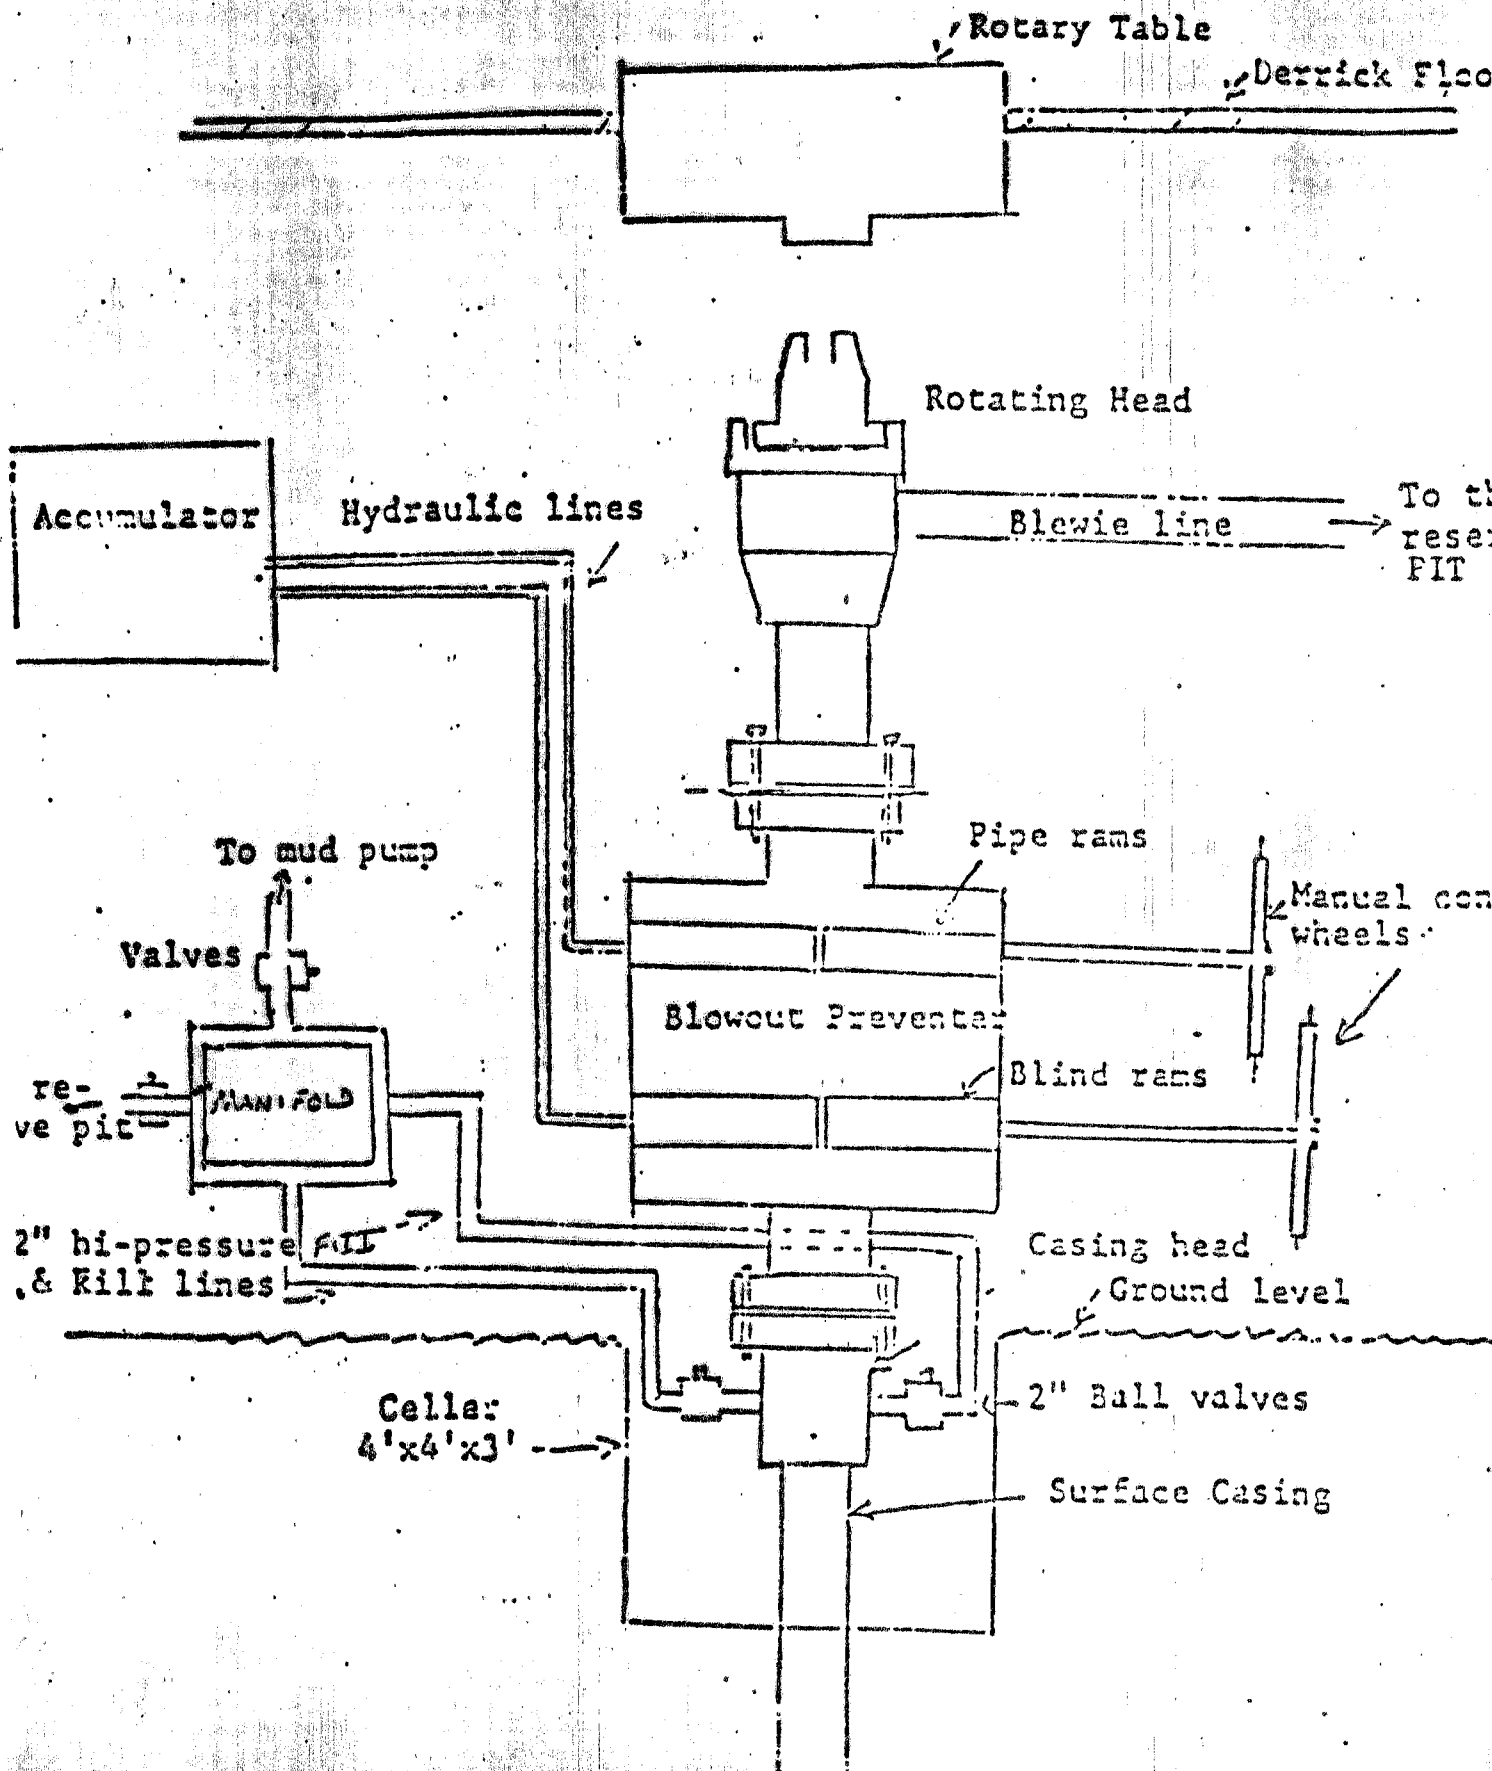 Rotary Table
Derrick Floo
Rotating Head
Accumulator
Hydraulic lines
Blewie line
To th
reser
PIT
To mud pump
Pipe rams
Manual con
wheels
Valves
Blowout Preventer
Blind rams
re-
ve pit
MANIFOLD
2" hi-pressure Fill
& Kill lines
Casing head
Ground level
Cellar
4'x4'x3'
2" Ball valves
Surface Casing